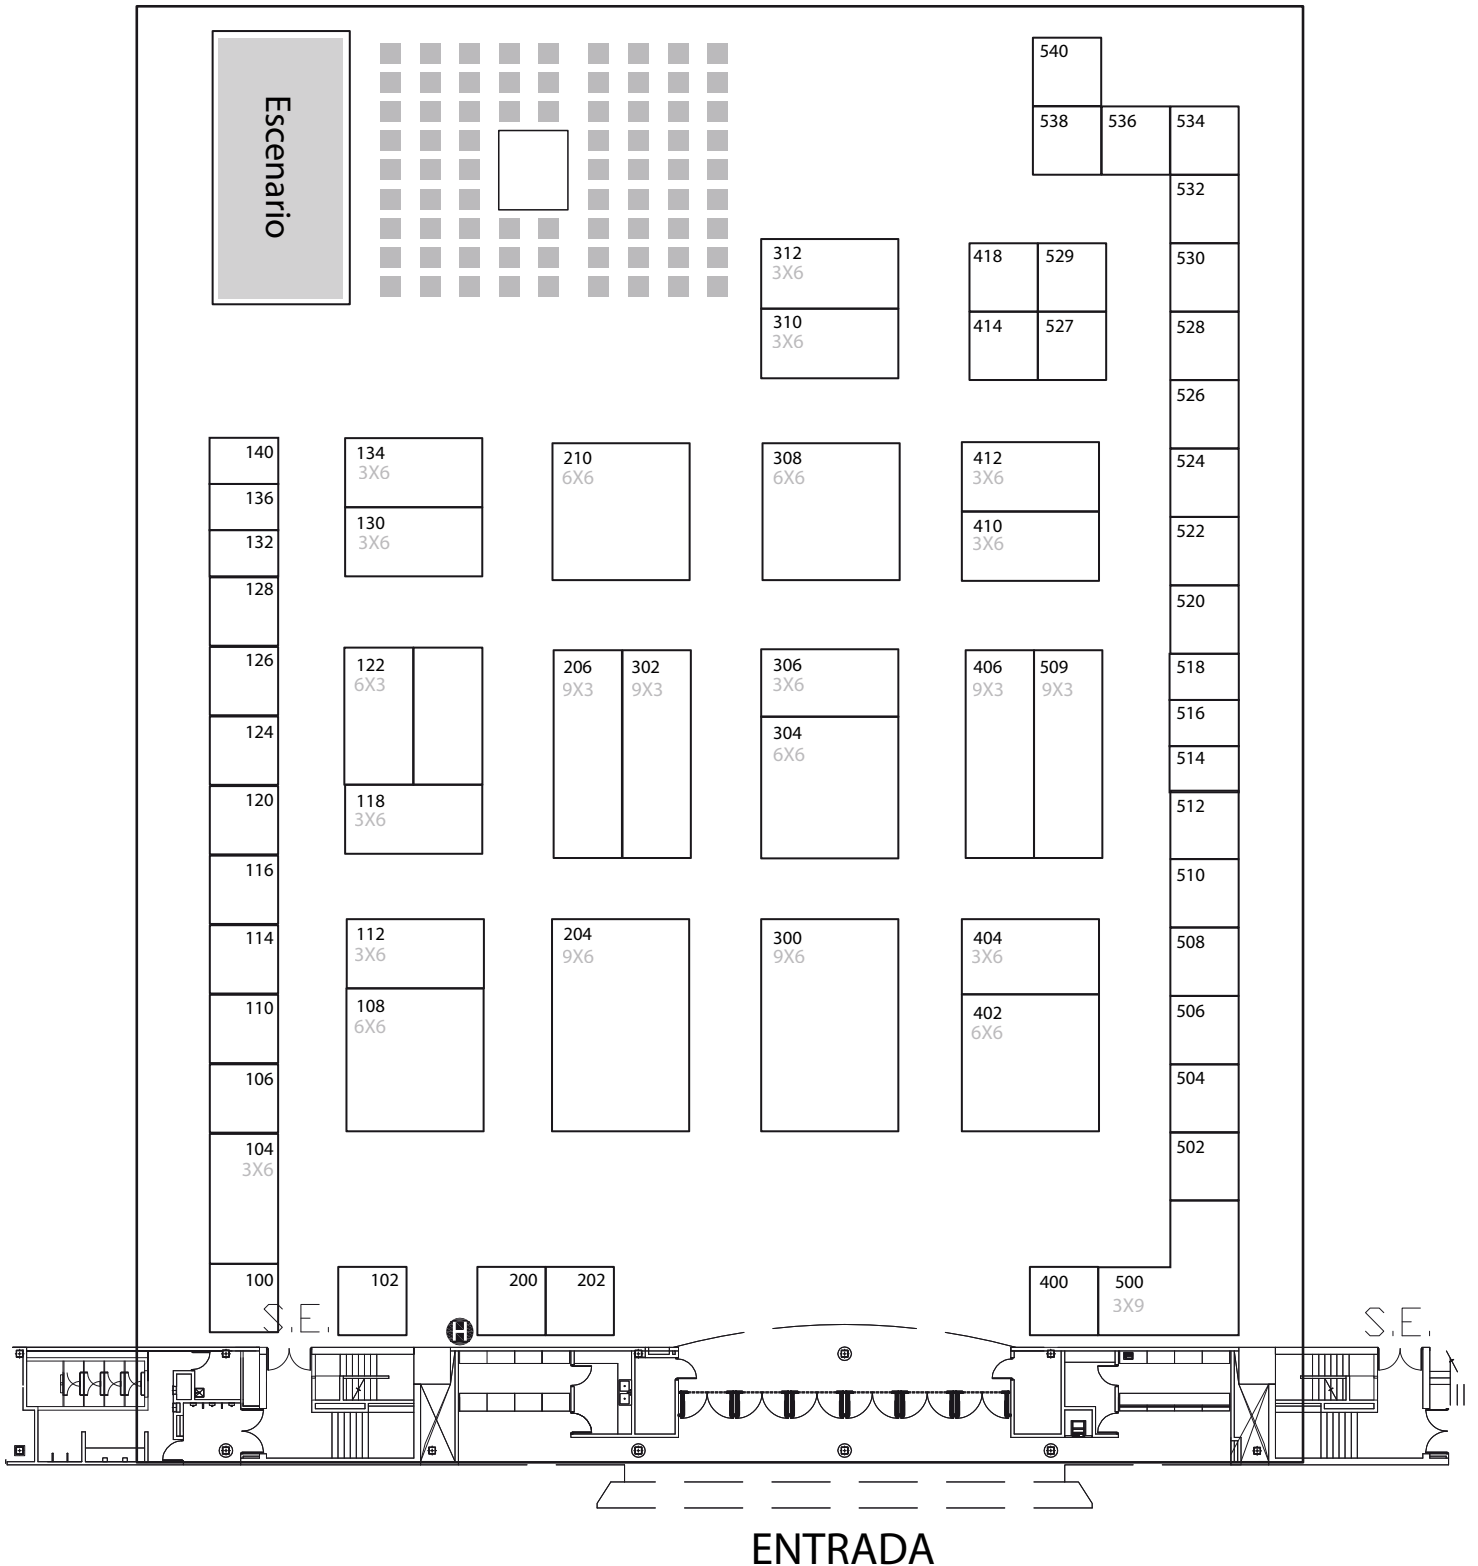 Escenario
540
538
536
534
532
312
3X6
418
529
530
310
3X6
414
527
528
526
140
134
3X6
210
6X6
308
6X6
412
3X6
524
136
130
3X6
410
3X6
522
132
128
520
126
122
6X3
206
9X3
302
9X3
306
3X6
406
9X3
509
9X3
518
124
304
6X6
516
514
120
118
3X6
512
116
510
114
112
3X6
204
9X6
300
9X6
404
3X6
508
110
108
6X6
402
6X6
506
106
504
104
3X6
502
100
102
200
202
400
500
3X9
S.E.
H
S.E.
ENTRADA